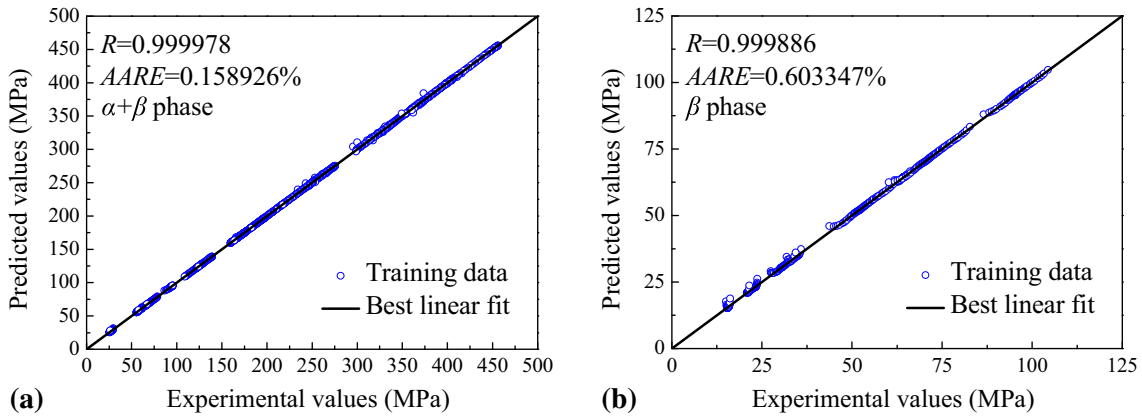 500
450
400
350
300
250
200
150
100
50
0
Predicted values (MPa)
R=0.999978
AARE=0.158926%
α+β phase
Training data
Best linear fit
0 50 100 150 200 250 300 350 400 450 500
(a) Experimental values (MPa)
125
100
75
50
25
0
Predicted values (MPa)
R=0.999886
AARE=0.603347%
β phase
Training data
Best linear fit
0 25 50 75 100 125
(b) Experimental values (MPa)